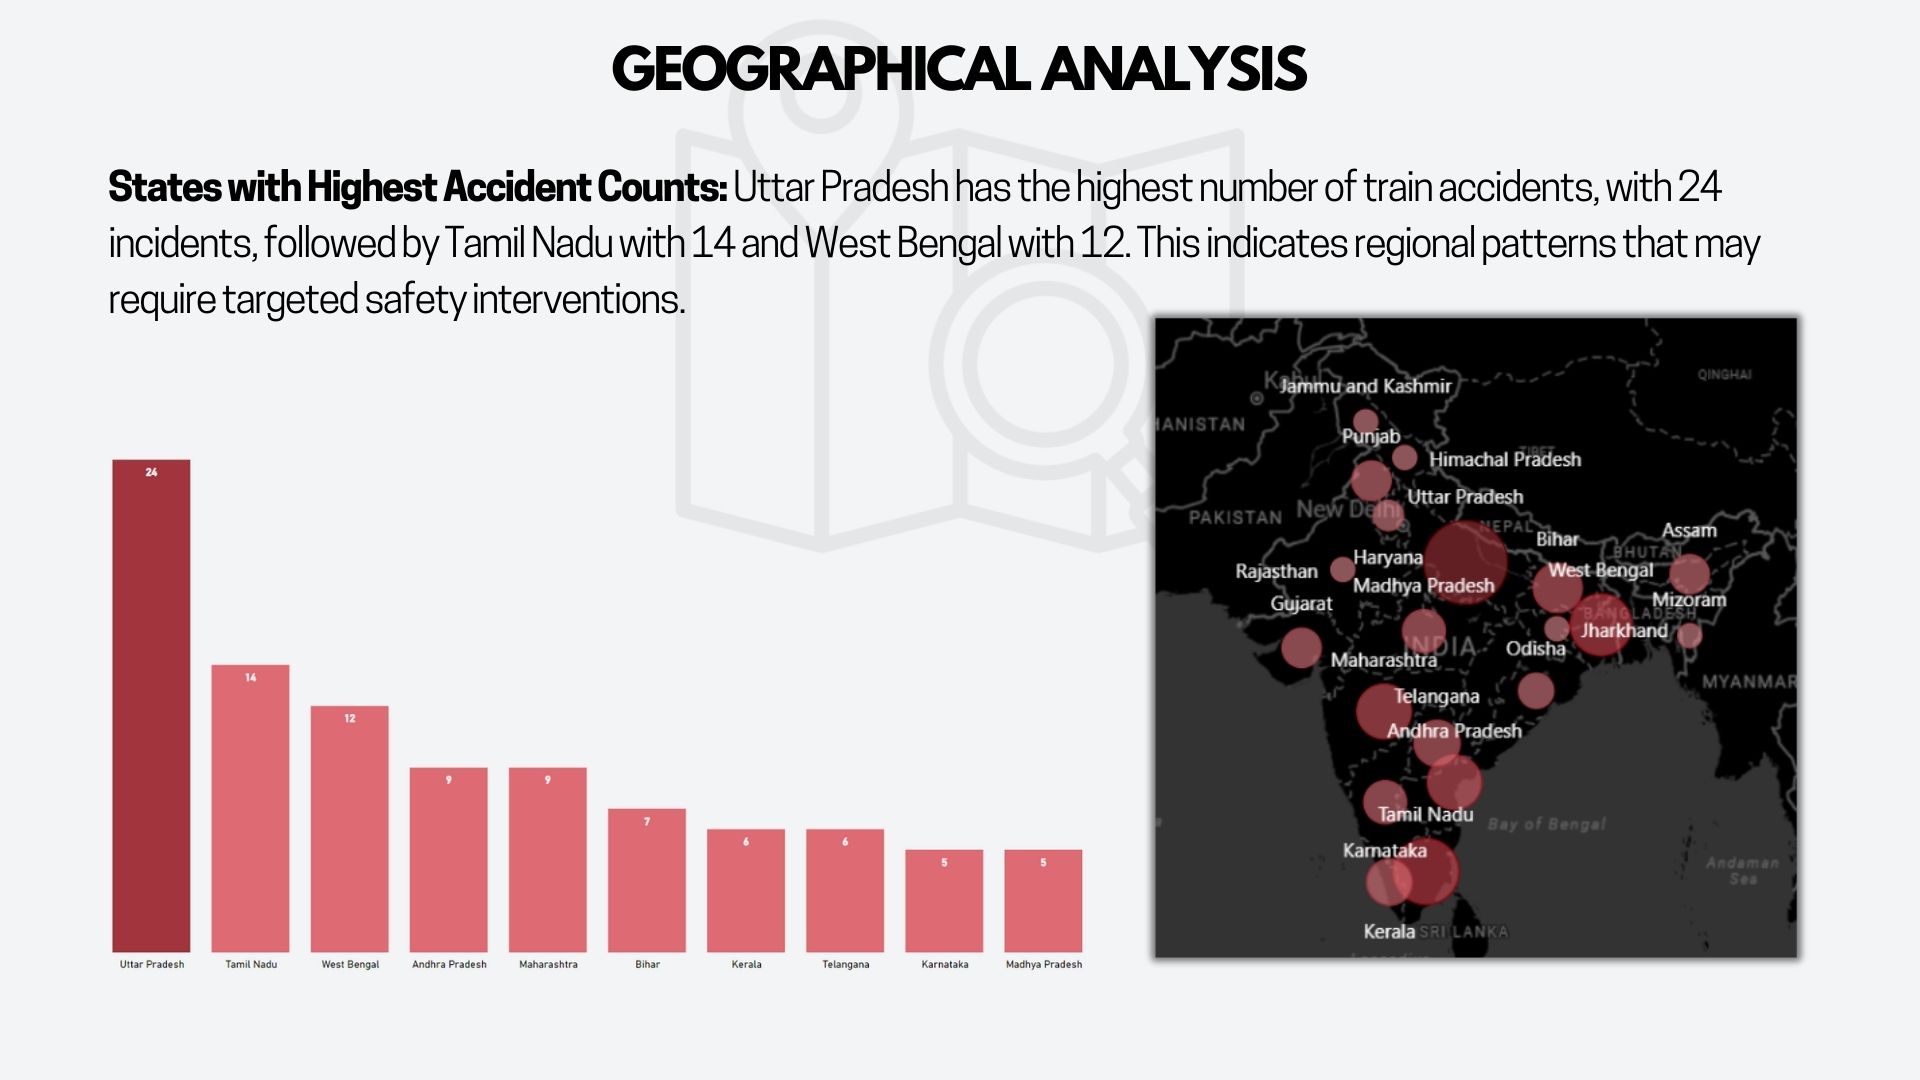 GEOGRAPHICAL ANALYSIS
States with Highest Accident Counts: Uttar Pradesh has the highest number of train accidents, with 24
incidents, followed by Tamil Nadu with 14 and West Bengal with 12. This indicates regional patterns that may
require targeted safety interventions.
24
14
12
9
9
7
6
6
5
5
Uttar Pradesh
Tamil Nadu
West Bengal
Andhra Pradesh
Maharashtra
Bihar
Kerala
Telangana
Karnataka
Madhya Pradesh
QINGHAI
Jammu and Kashmir
HANISTAN
Punjab
TIBET
Himachal Pradesh
Uttar Pradesh
PAKISTAN
New Delhi
NEPAL
Assam
Bihar
BHUTAN
Haryana
Rajasthan
West Bengal
Madhya Pradesh
Gujarat
Mizoram
BANGLADESH
Jharkhand
INDIA
Odisha
Maharashtra
MYANMAR
Telangana
Andhra Pradesh
Tamil Nadu
Bay of Bengal
Karnataka
Andaman
Sea
Kerala
SRI LANKA